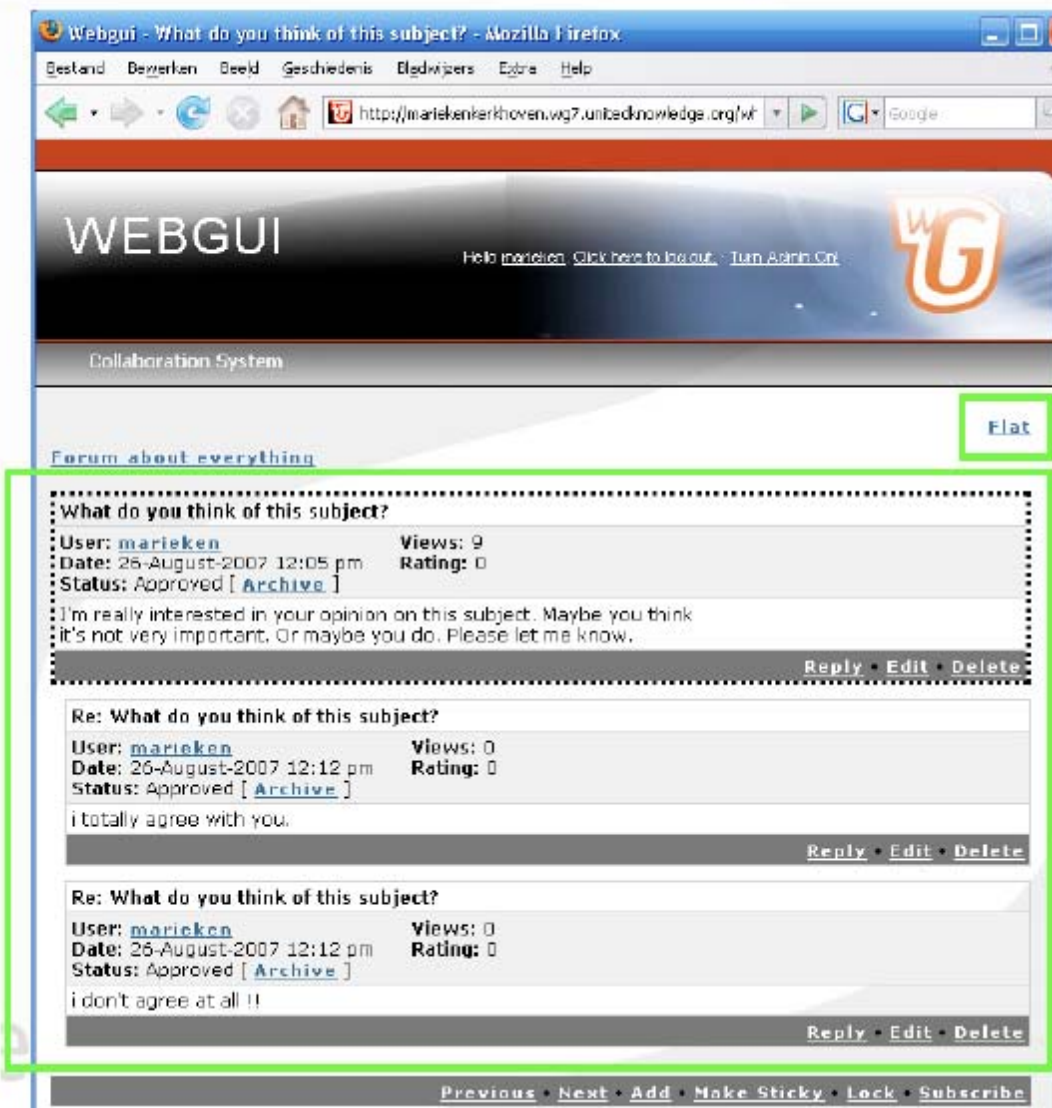 Webgui - What do you think of this subject? - Mozilla Firefox
Bestand Bewerken Beeld Geschiedenis Bladwijzers Extra Help
http://mariekenkerkhoven.wg7.unitedknowledge.org/wh Google
WEBGUI
Hello marieken. Click here to log out. · Turn Admin On!
WG
Collaboration System
Flat
Forum about everything
What do you think of this subject?
User: marieken Views: 9
Date: 26-August-2007 12:05 pm Rating: 0
Status: Approved [ Archive ]
I'm really interested in your opinion on this subject. Maybe you think
it's not very important. Or maybe you do. Please let me know.
Reply • Edit • Delete
Re: What do you think of this subject?
User: marieken Views: 0
Date: 26-August-2007 12:12 pm Rating: 0
Status: Approved [ Archive ]
i totally agree with you.
Reply • Edit • Delete
Re: What do you think of this subject?
User: marieken Views: 0
Date: 26-August-2007 12:12 pm Rating: 0
Status: Approved [ Archive ]
i don't agree at all !!
Reply • Edit • Delete
Previous • Next • Add • Make Sticky • Lock • Subscribe